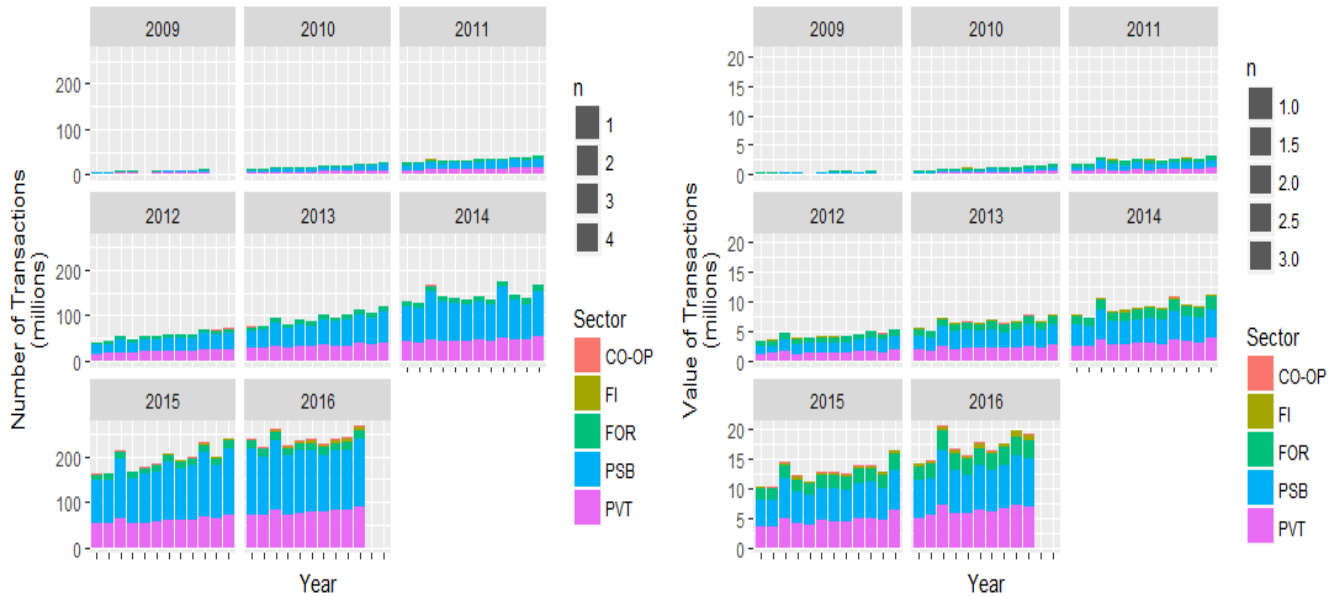 Number of Transactions
(millions)
2009
2010
2011
200
100
0
2012
2013
2014
200
100
0
2015
2016
200
100
0
Year
n
1
2
3
4
Sector
CO-OP
FI
FOR
PSB
PVT
Value of Transactions
(millions)
2009
2010
2011
20
15
10
5
0
2012
2013
2014
20
15
10
5
0
2015
2016
20
15
10
5
0
Year
n
1.0
1.5
2.0
2.5
3.0
Sector
CO-OP
FI
FOR
PSB
PVT